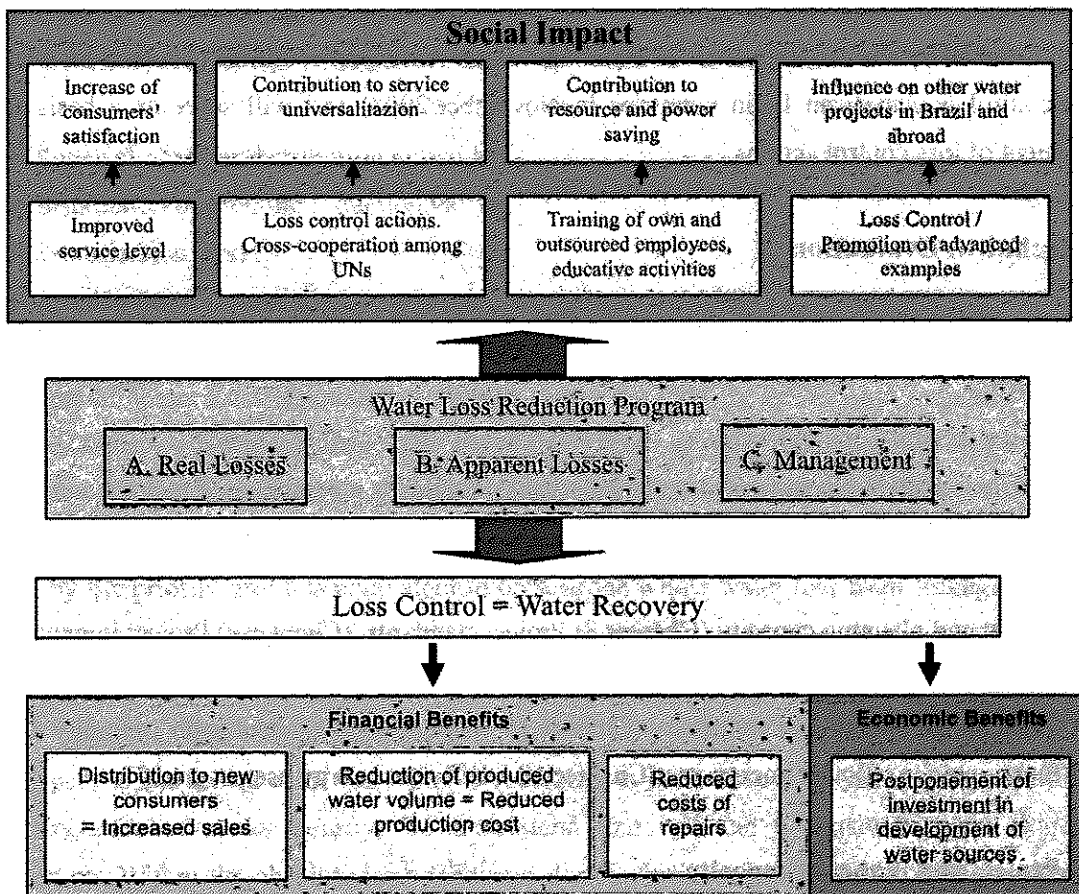 Social Impact
Increase of
consumers'
satisfaction
Contribution to service
universalitazion
Contribution to
resource and power
saving
Influence on other water
projects in Brazil and
abroad
Improved
service level
Loss control actions.
Cross-cooperation among
UNs
Training of own and
outsourced employees,
educative activities
Loss Control /
Promotion of advanced
examples
Water Loss Reduction Program
A. Real Losses
B. Apparent Losses
C. Management
Loss Control = Water Recovery
Financial Benefits
Distribution to new
consumers
= Increased sales
Reduction of produced
water volume = Reduced
production cost
Reduced
costs of
repairs
Economic Benefits
Postponement of
investment in
development of
water sources.